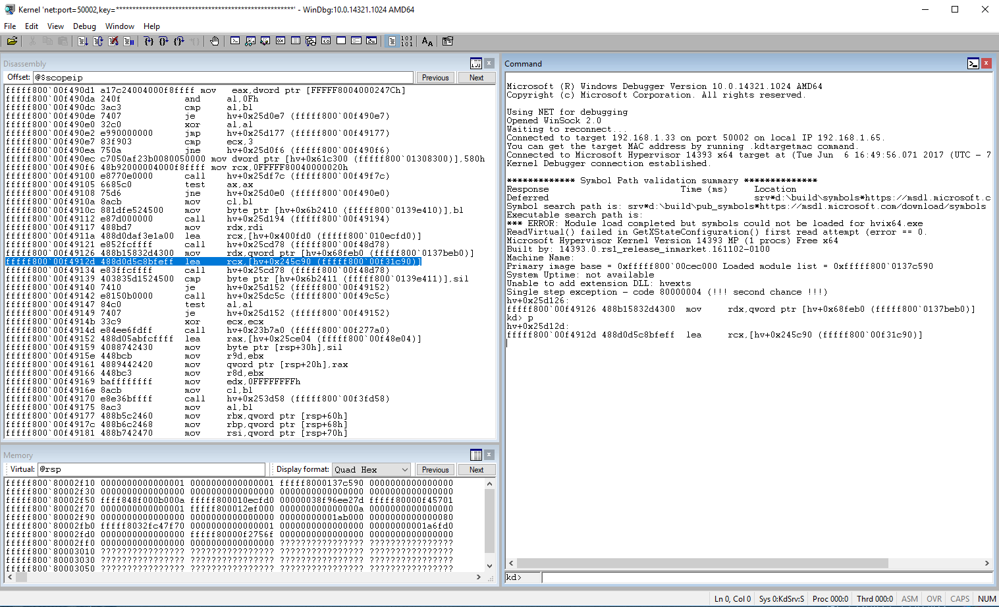 Kernel 'net:port=50002,key=******************************************************' - WinDbg:10.0.14321.1024 AMD64
File Edit View Debug Window Help
Disassembly
Offset: @$scopeip Previous Next
fffff800`00f490d1 a17c24004000f8ffff mov eax,dword ptr [FFFFF8004000247Ch]
fffff800`00f490da 240f and al,0Fh
fffff800`00f490dc 3ac3 cmp al,bl
fffff800`00f490de 7407 je hv+0x25d0e7 (fffff800`00f490e7)
fffff800`00f490e0 32c0 xor al,al
fffff800`00f490e2 e990000000 jmp hv+0x25d177 (fffff800`00f49177)
fffff800`00f490e7 83f903 cmp ecx,3
fffff800`00f490ea 750a jne hv+0x25d0f6 (fffff800`00f490f6)
fffff800`00f490ec c7050af23b0080050000 mov dword ptr [hv+0x61c300 (fffff800`01308300)],580h
fffff800`00f490f6 48b92000004000f8ffff mov rcx,0FFFFF80040000020h
fffff800`00f49100 e8770e0000 call hv+0x25df7c (fffff800`00f49f7c)
fffff800`00f49105 6685c0 test ax,ax
fffff800`00f49108 75d6 jne hv+0x25d0e0 (fffff800`00f490e0)
fffff800`00f4910a 8acb mov cl,bl
fffff800`00f4910c 881dfe524500 mov byte ptr [hv+0x6b2410 (fffff800`0139e410)],bl
fffff800`00f49112 e87d000000 call hv+0x25d194 (fffff800`00f49194)
fffff800`00f49117 488bd7 mov rdx,rdi
fffff800`00f4911a 488d0daf3e1a00 lea rcx,[hv+0x400fd0 (fffff800`010ecfd0)]
fffff800`00f49121 e852fcffff call hv+0x25cd78 (fffff800`00f48d78)
fffff800`00f49126 488b15832d4300 mov rdx,qword ptr [hv+0x68feb0 (fffff800`0137beb0)]
fffff800`00f4912d 488d0d5c8bfeff lea rcx,[hv+0x245c90 (fffff800`00f31c90)]
fffff800`00f49134 e83ffcffff call hv+0x25cd78 (fffff800`00f48d78)
fffff800`00f49139 403835d1524500 cmp byte ptr [hv+0x6b2411 (fffff800`0139e411)],sil
fffff800`00f49140 7410 je hv+0x25d152 (fffff800`00f49152)
fffff800`00f49142 e8150b0000 call hv+0x25dc5c (fffff800`00f49c5c)
fffff800`00f49147 84c0 test al,al
fffff800`00f49149 7407 je hv+0x25d152 (fffff800`00f49152)
fffff800`00f4914b 33c9 xor ecx,ecx
fffff800`00f4914d e84ee6fdff call hv+0x23b7a0 (fffff800`00f277a0)
fffff800`00f49152 488d05abfcffff lea rax,[hv+0x25ce04 (fffff800`00f48e04)]
fffff800`00f49159 4088742430 mov byte ptr [rsp+30h],sil
fffff800`00f4915e 448bcb mov r9d,ebx
fffff800`00f49161 4889442420 mov qword ptr [rsp+20h],rax
fffff800`00f49166 448bc3 mov r8d,ebx
fffff800`00f49169 baffffffff mov edx,0FFFFFFFFh
fffff800`00f4916e 8acb mov cl,bl
fffff800`00f49170 e8e36bffff call hv+0x253d58 (fffff800`00f3fd58)
fffff800`00f49175 8ac3 mov al,bl
fffff800`00f49177 488b5c2460 mov rbx,qword ptr [rsp+60h]
fffff800`00f4917c 488b6c2468 mov rbp,qword ptr [rsp+68h]
fffff800`00f49181 488b742470 mov rsi,qword ptr [rsp+70h]
Memory
Virtual: @rsp Display format: Quad Hex Previous Next
fffff800`80002f10 0000000000000001 0000000000000001 fffff8000137c590 0000000000000000
fffff800`80002f30 0000000000000000 0000000000000000 0000000000000000 0000000000000000
fffff800`80002f50 ffff848f000b000a fffff800010ecfd0 00000038f96ee27d fffff80000f45701
fffff800`80002f70 0000000000000001 fffff800012ef000 000000000000000a 0000000000000000
fffff800`80002f90 0000000000000000 0000000000000000 00000000001ab000 0000000000000080
fffff800`80002fb0 fffff8032fc47f70 0000000000000001 0000000000000000 00000000001a6fd0
fffff800`80002fd0 0000000000000000 fffff80000f2756f 0000000000000000 0000000000000000
fffff800`80002ff0 0000000000000000 0000000000000000 ???????????????? ????????????????
fffff800`80003010 ???????????????? ???????????????? ???????????????? ????????????????
fffff800`80003030 ???????????????? ???????????????? ???????????????? ????????????????
fffff800`80003050 ???????????????? ???????????????? ???????????????? ????????????????
Command
Microsoft (R) Windows Debugger Version 10.0.14321.1024 AMD64
Copyright (c) Microsoft Corporation. All rights reserved.
Using NET for debugging
Opened WinSock 2.0
Waiting to reconnect...
Connected to target 192.168.1.33 on port 50002 on local IP 192.168.1.65.
You can get the target MAC address by running .kdtargetmac command.
Connected to Microsoft Hypervisor 14393 x64 target at (Tue Jun  6 16:49:56.071 2017 (UTC - 7
Kernel Debugger connection established.
************* Symbol Path validation summary **************
Response Time (ms) Location
Deferred srv*d:\build\symbols*https://msdl.microsoft.c
Symbol search path is: srv*d:\build\pub_symbols*https://msdl.microsoft.com/download/symbols
Executable search path is:
*** ERROR: Module load completed but symbols could not be loaded for hvix64.exe
ReadVirtual() failed in GetXStateConfiguration() first read attempt (error == 0.
Microsoft Hypervisor Kernel Version 14393 MP (1 procs) Free x64
Built by: 14393.0.rs1_release_inmarket.161102-0100
Machine Name:
Primary image base = 0xfffff800`00cec000 Loaded module list = 0xfffff800`0137c590
System Uptime: not available
Unable to add extension DLL: hvexts
Single step exception - code 80000004 (!!! second chance !!!)
hv+0x25d126:
fffff800`00f49126 488b15832d4300 mov rdx,qword ptr [hv+0x68feb0 (fffff800`0137beb0)]
kd> p
hv+0x25d12d:
fffff800`00f4912d 488d0d5c8bfeff lea rcx,[hv+0x245c90 (fffff800`00f31c90)]
kd>
Ln 0, Col 0 Sys 0:KdSrv:S Proc 000:0 Thrd 000:0 ASM OVR CAPS NUM